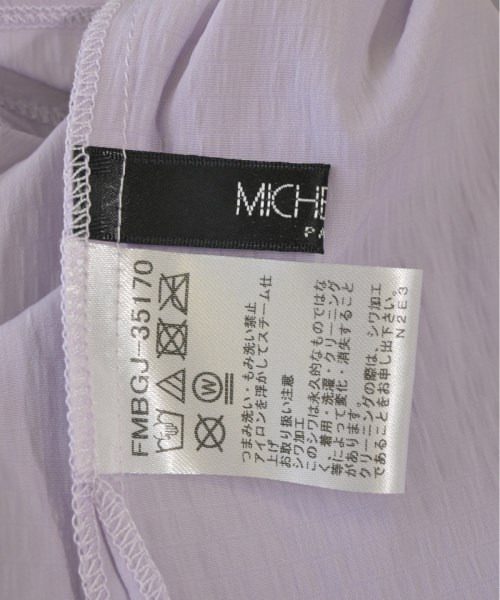 MICHE
PA
FMBGJ-35170
W
つまみ洗い・もみ洗い禁止
アイロンを浮かしてスチーム仕
上げ
お取り扱い注意
シワ加工
このシワは永久的なものではな
く着用・洗濯・クリーニング
等によって変化・消失すること
があります。
クリーニングの際は、シワ加工
であることをお申し出下さい。
N2E3